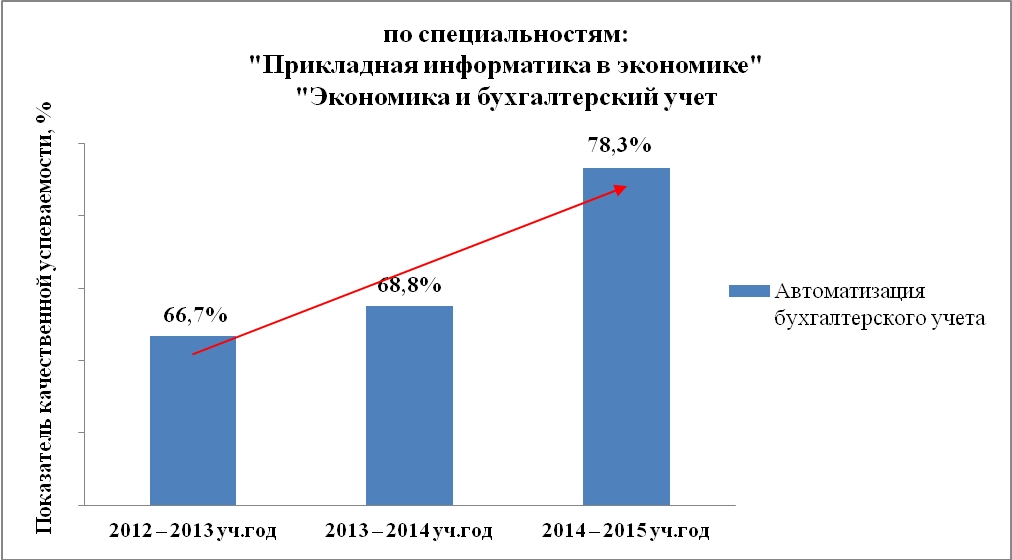 по специальностям:
"Прикладная информатика в экономике"
"Экономика и бухгалтерский учет
Показатель качественной успеваемости, %
78,3%
68,8%
66,7%
Автоматизация
бухгалтерского учета
2012 – 2013 уч.год
2013 – 2014 уч.год
2014 – 2015 уч.год